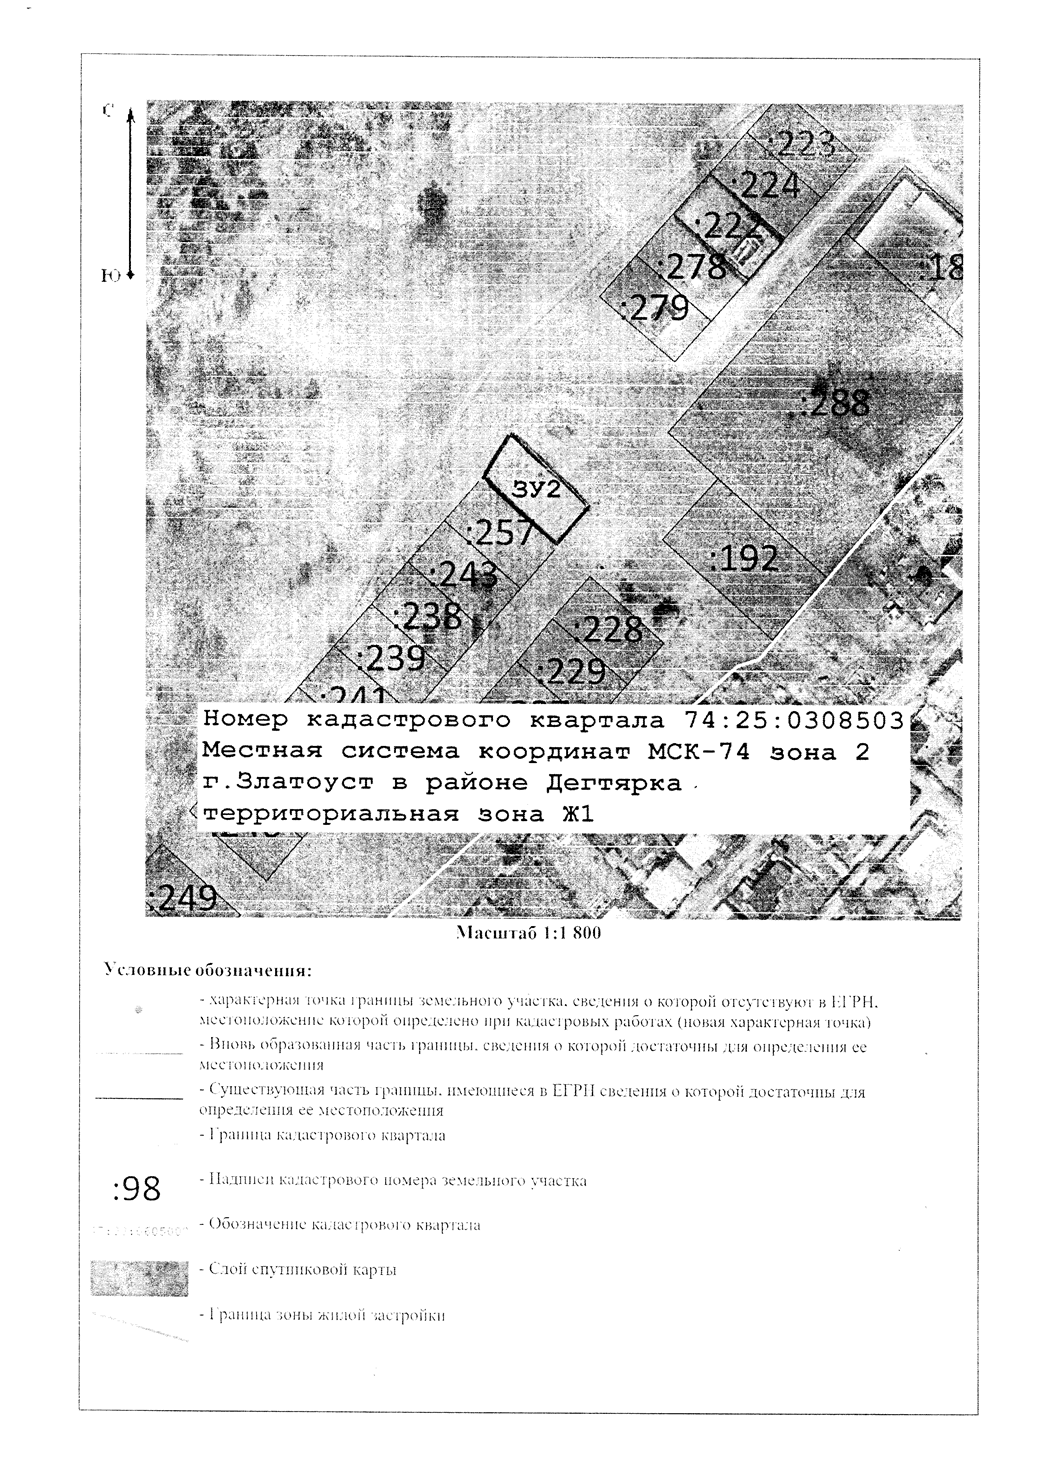 С
Ю
:223
:224
:222
:278
:279
:18
:288
ЗУ2
:257
:192
:243
:238
:228
:239
:229
:241
Номер кадастрового квартала 74:25:0308503
Местная система координат МСК-74 зона 2
г.Златоуст в районе Дегтярка
территориальная зона Ж1
:249
Масштаб 1:1 800
Условные обозначения:
- характерная точка границы земельного участка, сведения о которой отсутствуют в ЕГРН,
местоположение которой определено при кадастровых работах (новая характерная точка)
- Вновь образованная часть границы, сведения о которой достаточны для определения ее
местоположения
- Существующая часть границы, имеющиеся в ЕГРН сведения о которой достаточны для
определения ее местоположения
- Граница кадастрового квартала
:98
- Надписи кадастрового номера земельного участка
- Обозначение кадастрового квартала
- Слой спутниковой карты
- Граница зоны жилой застройки